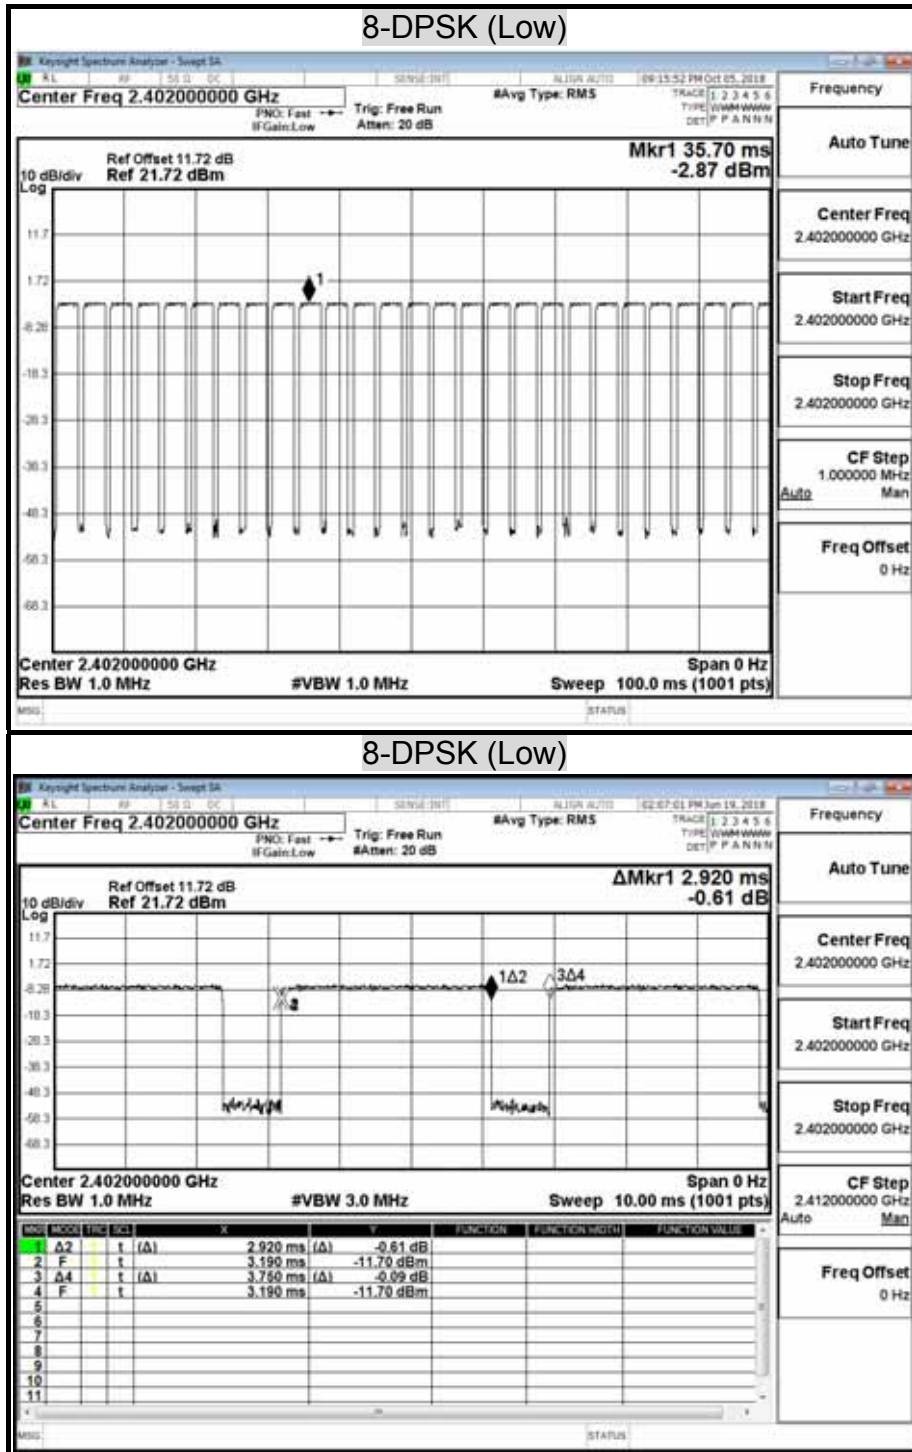 8-DPSK (Low)
Keysight Spectrum Analyzer - Swept SA
RL RF 50 Ω DC SENSE:INT ALIGN AUTO 09:15:52 PM Oct 05, 2018
Center Freq 2.402000000 GHz
PNO: Fast
IFGain:Low
Trig: Free Run
Atten: 20 dB
#Avg Type: RMS
TRACE 1 2 3 4 5 6
TYPE WWWWWW
DET P P A N N N
Frequency
Mkr1 35.70 ms
-2.87 dBm
Ref Offset 11.72 dB
10 dB/div Ref 21.72 dBm
Log
11.7
1.72
-8.28
-18.3
-28.3
-38.3
-48.3
-58.3
-68.3
1
Center 2.402000000 GHz Span 0 Hz
Res BW 1.0 MHz #VBW 1.0 MHz Sweep 100.0 ms (1001 pts)
MSG STATUS
Auto Tune
Center Freq
2.402000000 GHz
Start Freq
2.402000000 GHz
Stop Freq
2.402000000 GHz
CF Step
1.000000 MHz
Auto Man
Freq Offset
0 Hz
8-DPSK (Low)
Keysight Spectrum Analyzer - Swept SA
RL RF 50 Ω DC SENSE:INT ALIGN AUTO 02:07:01 PM Jun 19, 2018
Center Freq 2.402000000 GHz
PNO: Fast
IFGain:Low
Trig: Free Run
#Atten: 20 dB
#Avg Type: RMS
TRACE 1 2 3 4 5 6
TYPE WWWWWW
DET P P A N N N
Frequency
ΔMkr1 2.920 ms
-0.61 dB
Ref Offset 11.72 dB
10 dB/div Ref 21.72 dBm
Log
11.7
1.72
-8.28
-18.3
-28.3
-38.3
-48.3
-58.3
-68.3
1Δ2 3Δ4
Center 2.402000000 GHz Span 0 Hz
Res BW 1.0 MHz #VBW 3.0 MHz Sweep 10.00 ms (1001 pts)
MKR MODE TRC SCL X Y FUNCTION FUNCTION WIDTH FUNCTION VALUE
1 Δ2 1 t (Δ) 2.920 ms (Δ) -0.61 dB
2 F 1 t 3.190 ms -11.70 dBm
3 Δ4 1 t (Δ) 3.750 ms (Δ) -0.09 dB
4 F 1 t 3.190 ms -11.70 dBm
5
6
7
8
9
10
11
MSG STATUS
Auto Tune
Center Freq
2.402000000 GHz
Start Freq
2.402000000 GHz
Stop Freq
2.402000000 GHz
CF Step
2.412000000 GHz
Auto Man
Freq Offset
0 Hz